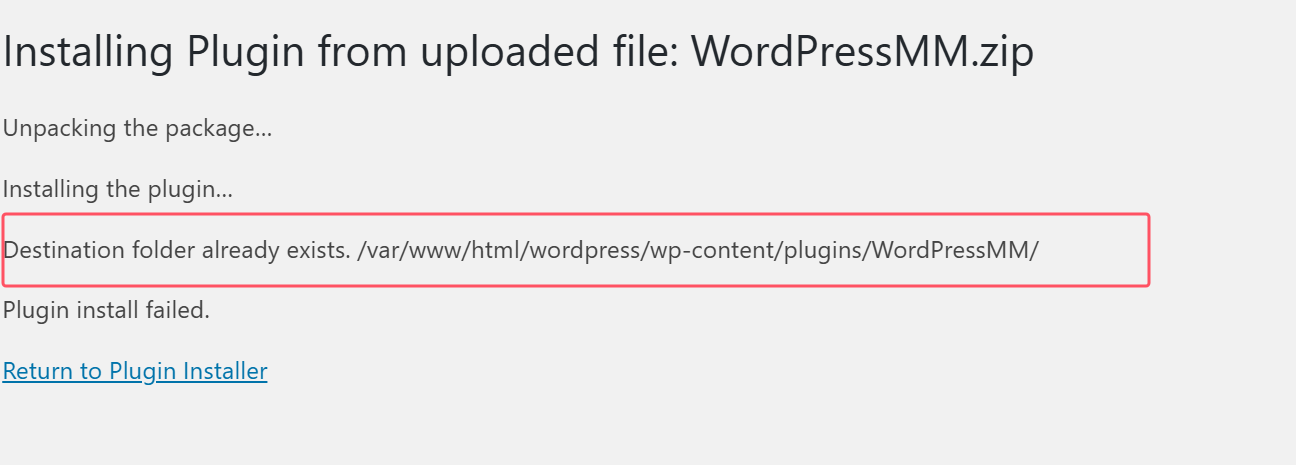 Installing Plugin from uploaded file: WordPressMM.zip
Unpacking the package…
Installing the plugin…
Destination folder already exists. /var/www/html/wordpress/wp-content/plugins/WordPressMM/
Plugin install failed.
Return to Plugin Installer